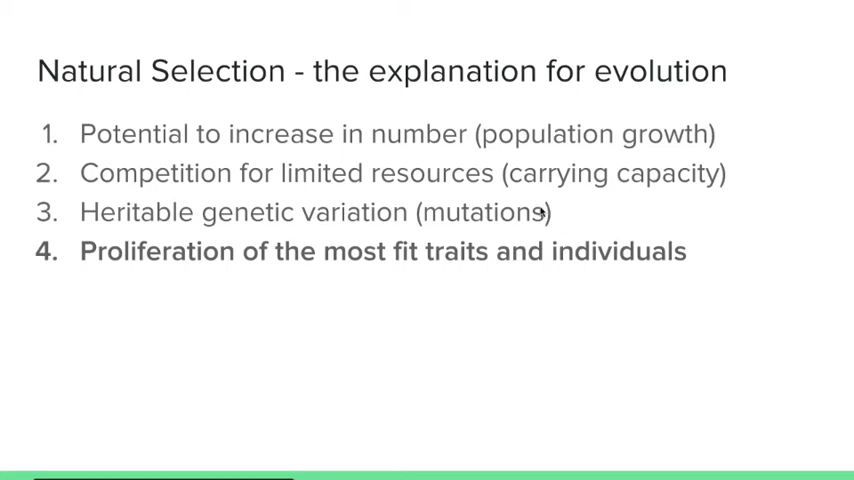 Natural Selection - the explanation for evolution
1. Potential to increase in number (population growth)
2. Competition for limited resources (carrying capacity)
3. Heritable genetic variation (mutations)
4. Proliferation of the most fit traits and individuals